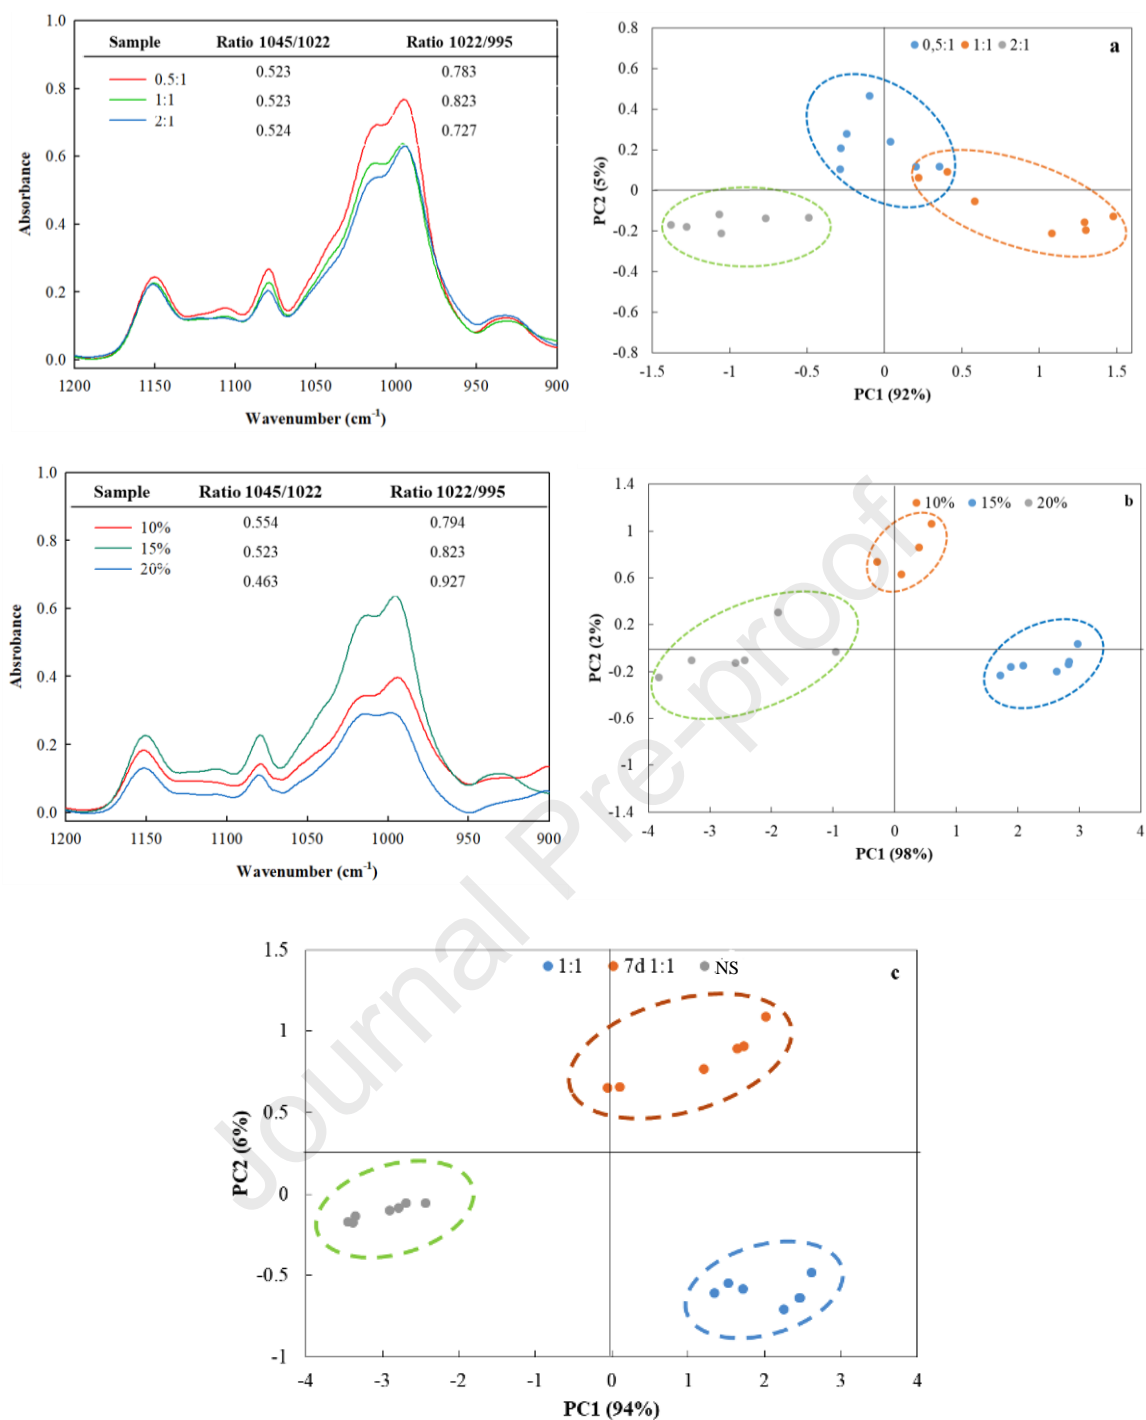 Sample Ratio 1045/1022 Ratio 1022/995
0.5:1 0.523 0.783
1:1 0.523 0.823
2:1 0.524 0.727
1.0
0.8
0.6
0.4
0.2
0.0
Absorbance
1200 1150 1100 1050 1000 950 900
Wavenumber (cm-1)
0,5:1 1:1 2:1
a
0.8
0.6
0.4
0.2
0
-0.2
-0.4
-0.6
-0.8
PC2 (5%)
-1.5 -1 -0.5 0 0.5 1 1.5
PC1 (92%)
Sample Ratio 1045/1022 Ratio 1022/995
10% 0.554 0.794
15% 0.523 0.823
20% 0.463 0.927
1.0
0.8
0.6
0.4
0.2
0.0
Absrobance
1200 1150 1100 1050 1000 950 900
Wavenumber (cm-1)
10% 15% 20%
b
1.4
1
0.6
0.2
-0.2
-0.6
-1
-1.4
PC2 (2%)
-4 -3 -2 -1 0 1 2 3 4
PC1 (98%)
1:1 7d 1:1 NS
c
1.5
1
0.5
0
-0.5
-1
PC2 (6%)
-4 -3 -2 -1 0 1 2 3 4
PC1 (94%)
Journal Pre-proof